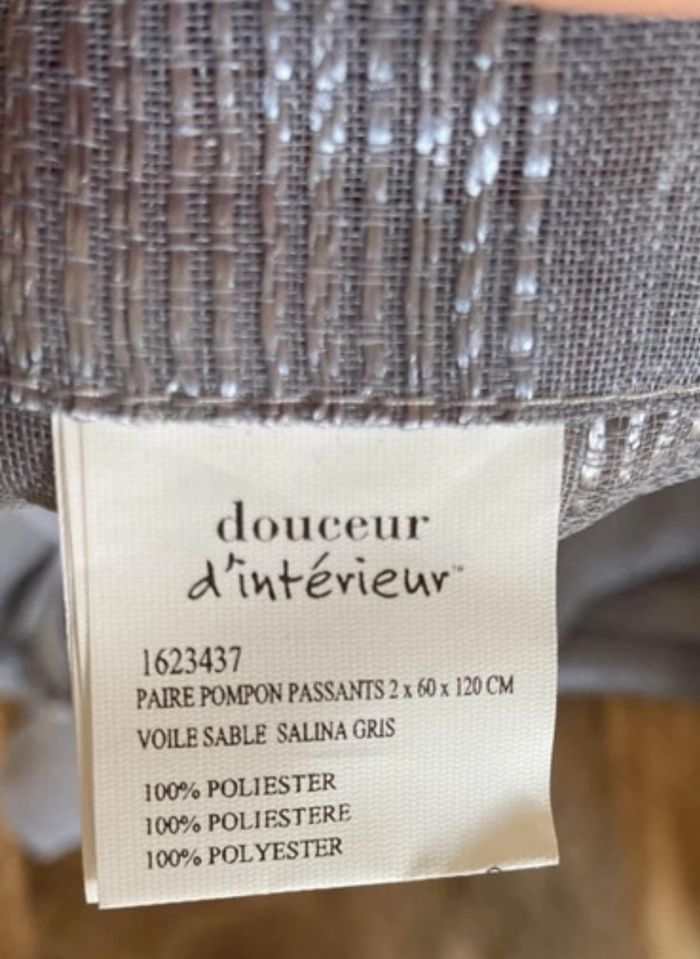 douceur
d'intérieur™
1623437
PAIRE POMPON PASSANTS 2 x 60 x 120 CM
VOILE SABLE SALINA GRIS
100% POLIESTER
100% POLIESTERE
100% POLYESTER